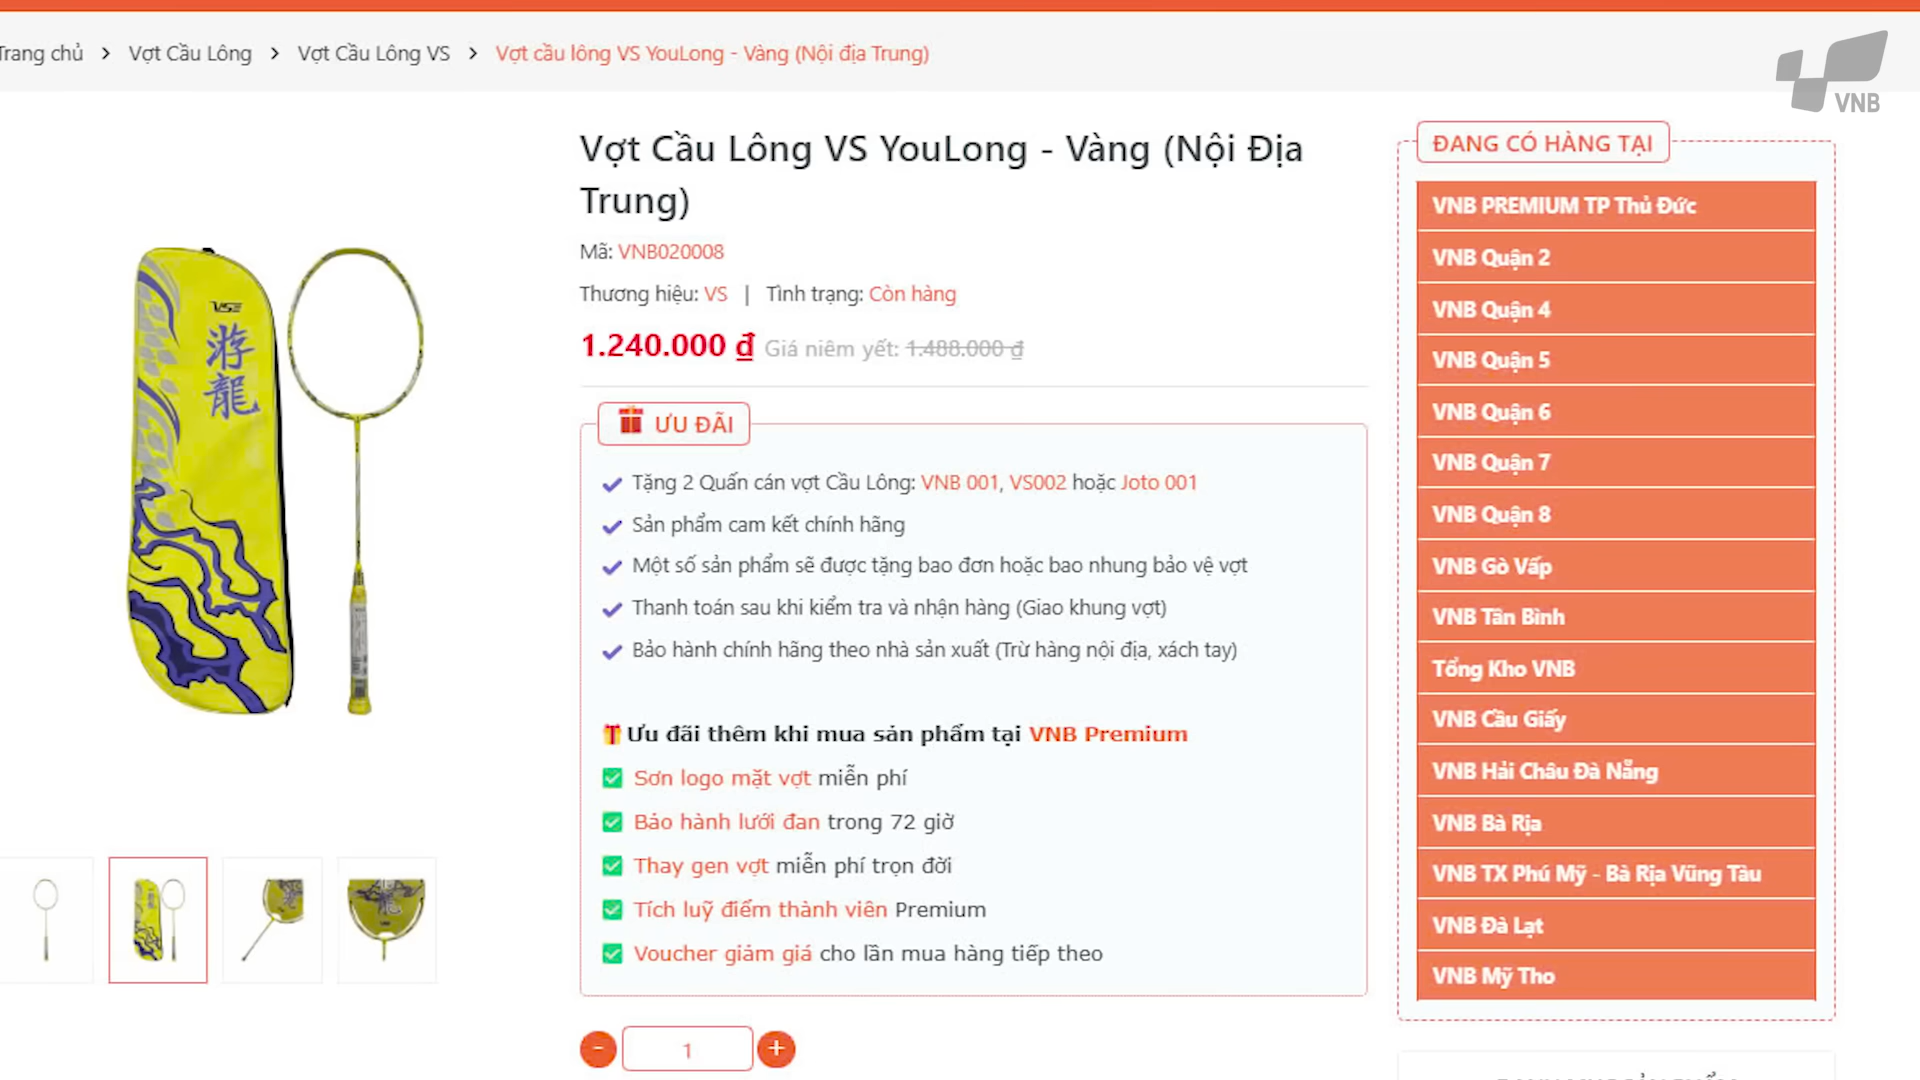 Trang chủ > Vợt Cầu Lông > Vợt Cầu Lông VS > Vợt cầu lông VS YouLong - Vàng (Nội địa Trung)
VNB
VS
游
龍
Vợt Cầu Lông VS YouLong - Vàng (Nội Địa
Trung)
Mã: VNB020008
Thương hiệu: VS | Tình trạng: Còn hàng
1.240.000 ₫ Giá niêm yết: 1.488.000 ₫
ƯU ĐÃI
Tặng 2 Quấn cán vợt Cầu Lông: VNB 001, VS002 hoặc Joto 001
Sản phẩm cam kết chính hãng
Một số sản phẩm sẽ được tặng bao đơn hoặc bao nhung bảo vệ vợt
Thanh toán sau khi kiểm tra và nhận hàng (Giao khung vợt)
Bảo hành chính hãng theo nhà sản xuất (Trừ hàng nội địa, xách tay)
Ưu đãi thêm khi mua sản phẩm tại VNB Premium
Sơn logo mặt vợt miễn phí
Bảo hành lưới đan trong 72 giờ
Thay gen vợt miễn phí trọn đời
Tích luỹ điểm thành viên Premium
Voucher giảm giá cho lần mua hàng tiếp theo
- 1 +
ĐANG CÓ HÀNG TẠI
VNB PREMIUM TP Thủ Đức
VNB Quận 2
VNB Quận 4
VNB Quận 5
VNB Quận 6
VNB Quận 7
VNB Quận 8
VNB Gò Vấp
VNB Tân Bình
Tổng Kho VNB
VNB Cầu Giấy
VNB Hải Châu Đà Nẵng
VNB Bà Rịa
VNB TX Phú Mỹ - Bà Rịa Vũng Tàu
VNB Đà Lạt
VNB Mỹ Tho